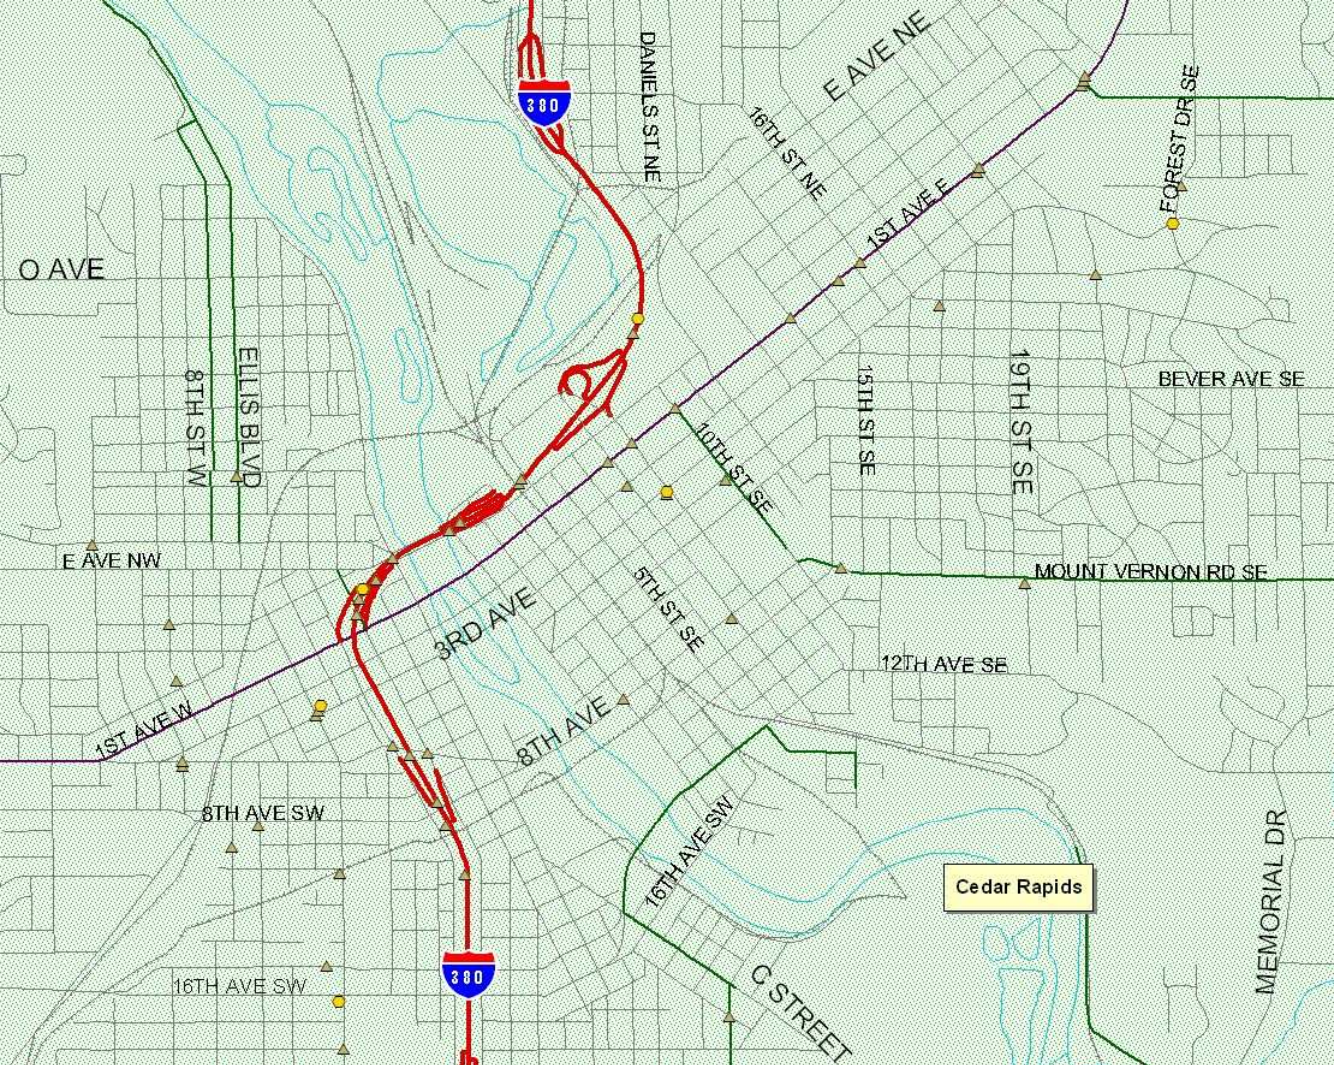 DANIELS ST NE
E AVE NE
FOREST DR SE
380
16TH ST NE
1ST AVE E
O AVE
8TH ST W
ELLIS BLVD
15TH ST SE
19TH ST SE
BEVER AVE SE
10TH ST SE
E AVE NW
MOUNT VERNON RD SE
5TH ST SE
3RD AVE
12TH AVE SE
1ST AVE W
8TH AVE
8TH AVE SW
16TH AVE SW
MEMORIAL DR
Cedar Rapids
380
16TH AVE SW
C STREET